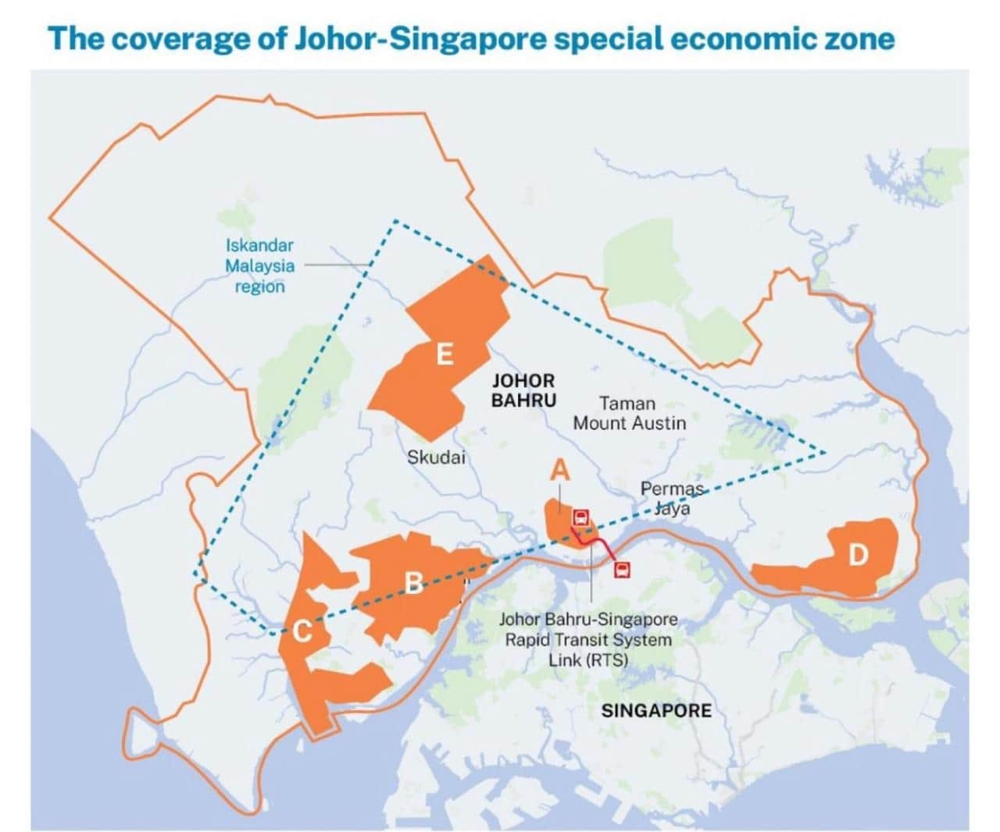 The coverage of Johor-Singapore special economic zone
Iskandar
Malaysia
region
E
JOHOR
BAHRU
Taman
Mount Austin
Skudai
A
Permas
Jaya
D
B
C
Johor Bahru-Singapore
Rapid Transit System
Link (RTS)
SINGAPORE